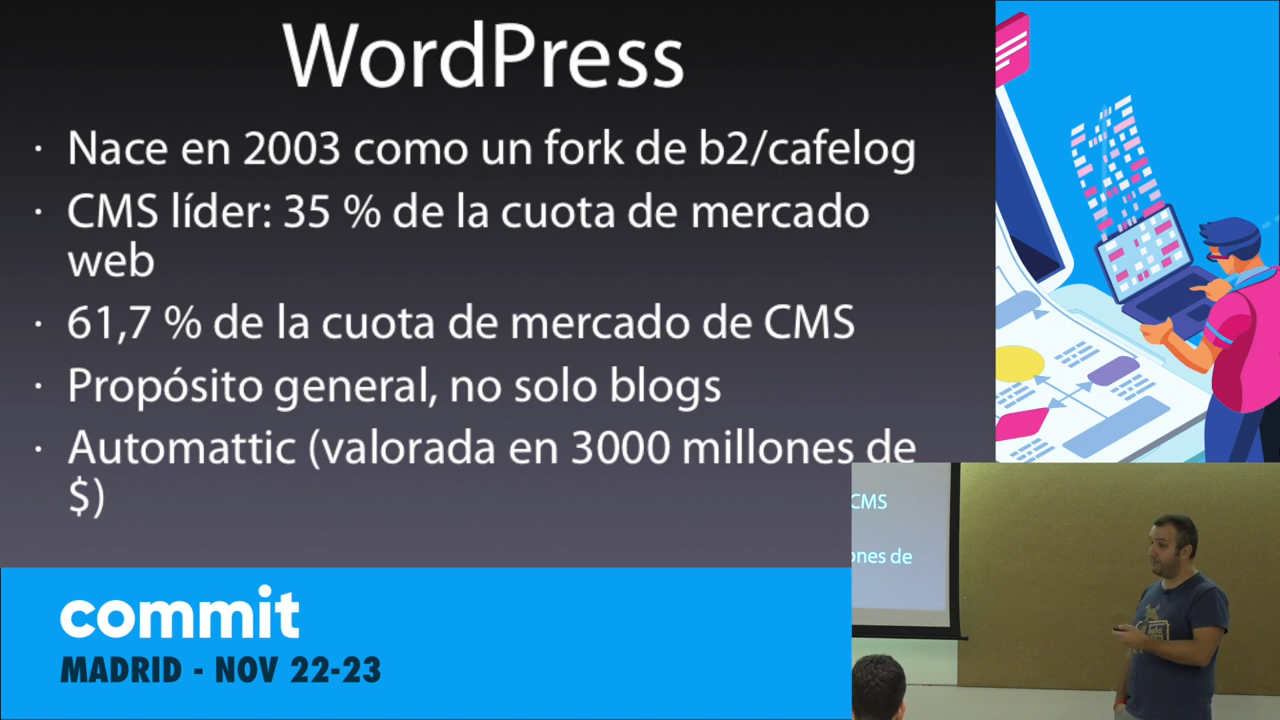 WordPress
· Nace en 2003 como un fork de b2/cafelog
· CMS líder: 35 % de la cuota de mercado
web
· 61,7 % de la cuota de mercado de CMS
· Propósito general, no solo blogs
· Automattic (valorada en 3000 millones de
$)
CMS
ones de
commit
MADRID - NOV 22-23